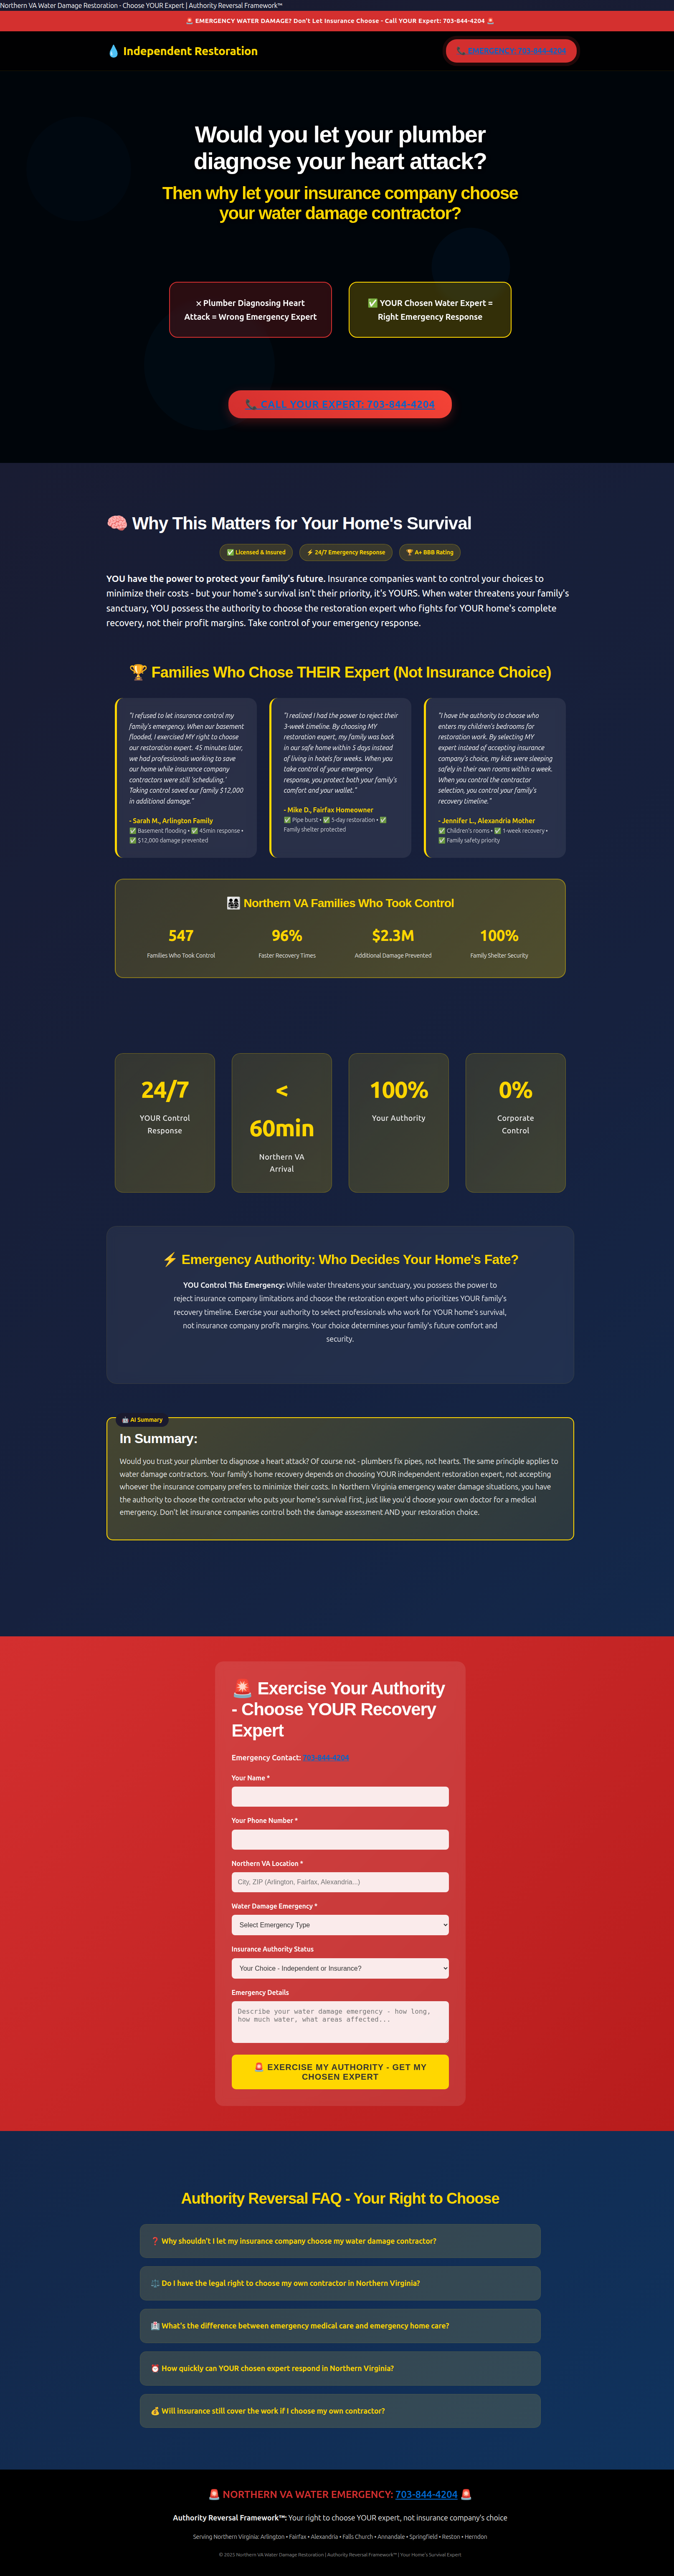 Northern VA Water Damage Restoration - Choose YOUR Expert | Authority Reversal Framework™
🚨 EMERGENCY WATER DAMAGE? Don't Let Insurance Choose - Call YOUR Expert: 703-844-4204 🚨
💧 Independent Restoration
📞 EMERGENCY: 703-844-4204
Would you let your plumber
diagnose your heart attack?
Then why let your insurance company choose
your water damage contractor?
× Plumber Diagnosing Heart
Attack = Wrong Emergency Expert
✅ YOUR Chosen Water Expert =
Right Emergency Response
📞 CALL YOUR EXPERT: 703-844-4204
🧠 Why This Matters for Your Home's Survival
✅ Licensed & Insured
⚡ 24/7 Emergency Response
🏆 A+ BBB Rating
YOU have the power to protect your family's future. Insurance companies want to control your choices to
minimize their costs - but your home's survival isn't their priority, it's YOURS. When water threatens your family's
sanctuary, YOU possess the authority to choose the restoration expert who fights for YOUR home's complete
recovery, not their profit margins. Take control of your emergency response.
🏆 Families Who Chose THEIR Expert (Not Insurance Choice)
"I refused to let insurance control my
family's emergency. When our basement
flooded, I exercised MY right to choose
our restoration expert. 45 minutes later,
we had professionals working to save
our home while insurance company
contractors were still 'scheduling.'
Taking control saved our family $12,000
in additional damage."
- Sarah M., Arlington Family
✅ Basement flooding • ✅ 45min response •
✅ $12,000 damage prevented
"I realized I had the power to reject their
3-week timeline. By choosing MY
restoration expert, my family was back
in our safe home within 5 days instead
of living in hotels for weeks. When you
take control of your emergency
response, you protect both your family's
comfort and your wallet."
- Mike D., Fairfax Homeowner
✅ Pipe burst • ✅ 5-day restoration • ✅
Family shelter protected
"I have the authority to choose who
enters my children's bedrooms for
restoration work. By selecting MY
expert instead of accepting insurance
company's choice, my kids were sleeping
safely in their own rooms within a week.
When you control the contractor
selection, you control your family's
recovery timeline."
- Jennifer L., Alexandria Mother
✅ Children's rooms • ✅ 1-week recovery •
✅ Family safety priority
👨‍👩‍👧‍👦 Northern VA Families Who Took Control
547
Families Who Took Control
96%
Faster Recovery Times
$2.3M
Additional Damage Prevented
100%
Family Shelter Security
24/7
YOUR Control
Response
<
60min
Northern VA
Arrival
100%
Your Authority
0%
Corporate
Control
⚡ Emergency Authority: Who Decides Your Home's Fate?
YOU Control This Emergency: While water threatens your sanctuary, you possess the power to
reject insurance company limitations and choose the restoration expert who prioritizes YOUR family's
recovery timeline. Exercise your authority to select professionals who work for YOUR home's survival,
not insurance company profit margins. Your choice determines your family's future comfort and
security.
🤖 AI Summary
In Summary:
Would you trust your plumber to diagnose a heart attack? Of course not - plumbers fix pipes, not hearts. The same principle applies to
water damage contractors. Your family's home recovery depends on choosing YOUR independent restoration expert, not accepting
whoever the insurance company prefers to minimize their costs. In Northern Virginia emergency water damage situations, you have
the authority to choose the contractor who puts your home's survival first, just like you'd choose your own doctor for a medical
emergency. Don't let insurance companies control both the damage assessment AND your restoration choice.
🚨 Exercise Your Authority
- Choose YOUR Recovery
Expert
Emergency Contact: 703-844-4204
Your Name *
Your Phone Number *
Northern VA Location *
City, ZIP (Arlington, Fairfax, Alexandria...)
Water Damage Emergency *
Select Emergency Type
Insurance Authority Status
Your Choice - Independent or Insurance?
Emergency Details
Describe your water damage emergency - how long,
how much water, what areas affected...
🚨 EXERCISE MY AUTHORITY - GET MY
CHOSEN EXPERT
Authority Reversal FAQ - Your Right to Choose
❓ Why shouldn't I let my insurance company choose my water damage contractor?
⚖️ Do I have the legal right to choose my own contractor in Northern Virginia?
🏥 What's the difference between emergency medical care and emergency home care?
⏰ How quickly can YOUR chosen expert respond in Northern Virginia?
💰 Will insurance still cover the work if I choose my own contractor?
🚨 NORTHERN VA WATER EMERGENCY: 703-844-4204 🚨
Authority Reversal Framework™: Your right to choose YOUR expert, not insurance company's choice
Serving Northern Virginia: Arlington • Fairfax • Alexandria • Falls Church • Annandale • Springfield • Reston • Herndon
© 2025 Northern VA Water Damage Restoration | Authority Reversal Framework™ | Your Home's Survival Expert